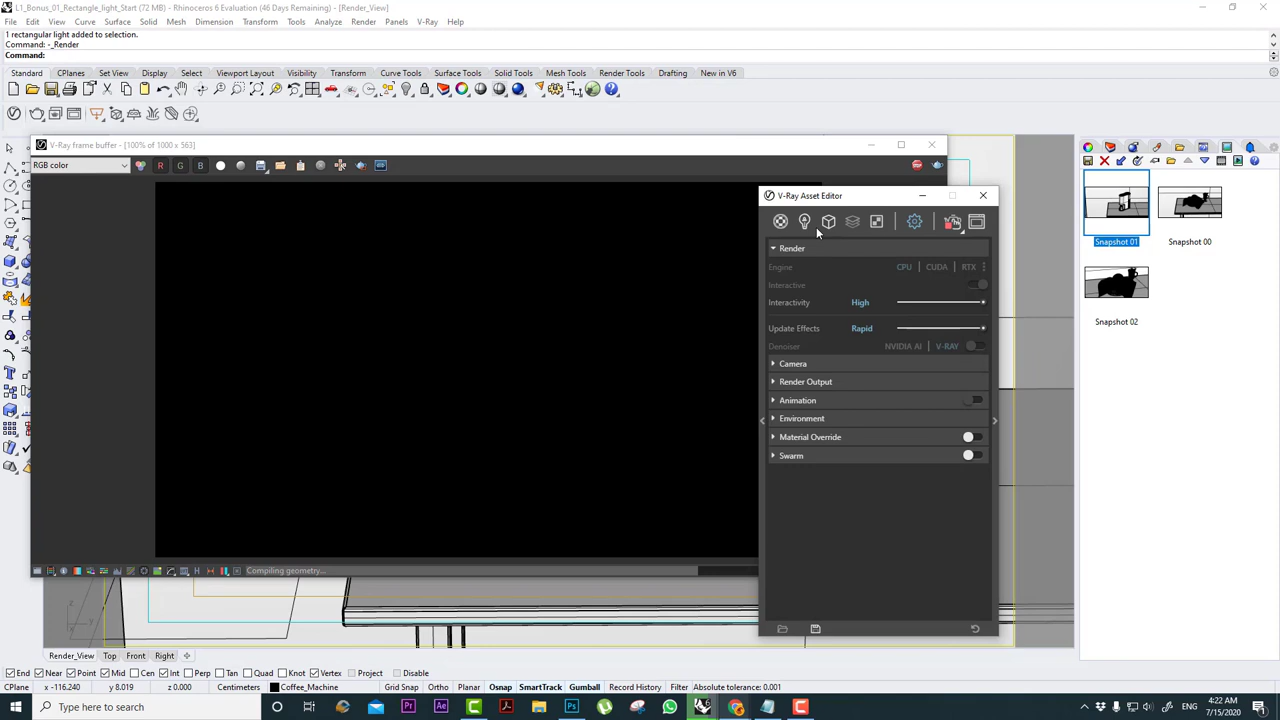 L1_Bonus_01_Rectangle_light_Start (72 MB) - Rhinoceros 6 Evaluation (46 Days Remaining) - [Render_View]
File Edit View Curve Surface Solid Mesh Dimension Transform Tools Analyze Render Panels V-Ray Help
1 rectangular light added to selection.
Command: -_Render
Command:
Standard CPlanes Set View Display Select Viewport Layout Visibility Transform Curve Tools Surface Tools Solid Tools Mesh Tools Render Tools Drafting New in V6
V-Ray frame buffer - [100% of 1000 x 563]
RGB color
R G B
V-Ray Asset Editor
Render
Engine CPU CUDA RTX
Interactive
Interactivity High
Update Effects Rapid
Denoiser NVIDIA AI V-RAY
Camera
Render Output
Animation
Environment
Material Override
Swarm
Snapshot 01 Snapshot 00
Snapshot 02
Compiling geometry...
z
y
Render_View Top Front Right
End Near Point Mid Cen Int Perp Tan Quad Knot Vertex Project Disable
CPlane x -116.240 y 8.019 z 0.000 Centimeters Coffee_Machine Grid Snap Ortho Planar Osnap SmartTrack Gumball Record History Filter Absolute tolerance: 0.001
Type here to search
4:22 AM
7/15/2020